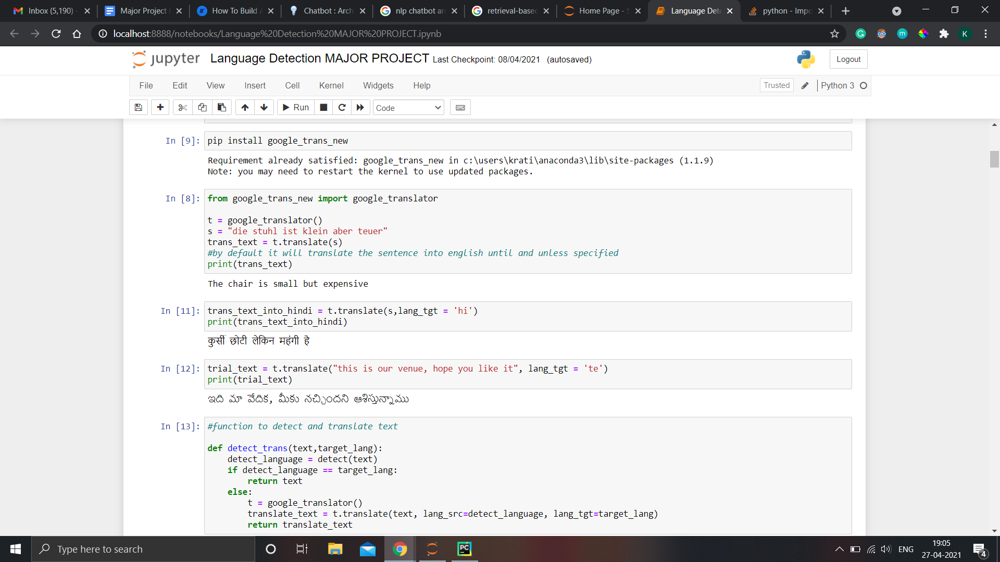 Inbox (5,190) -
Major Project
How To Build
Chatbot : Arch
nlp chatbot
retrieval-based
Home Page -
Language Det
python - Impo
localhost:8888/notebooks/Language%20Detection%20MAJOR%20PROJECT.ipynb
K
jupyter
Language Detection MAJOR PROJECT Last Checkpoint: 08/04/2021 (autosaved)
Logout
File Edit View Insert Cell Kernel Widgets Help
Trusted
Python 3
Run
Code
In [9]: pip install google_trans_new
Requirement already satisfied: google_trans_new in c:\users\krati\anaconda3\lib\site-packages (1.1.9)
Note: you may need to restart the kernel to use updated packages.
In [8]: from google_trans_new import google_translator
t = google_translator()
s = "die stuhl ist klein aber teuer"
trans_text = t.translate(s)
#by default it will translate the sentence into english until and unless specified
print(trans_text)
The chair is small but expensive
In [11]: trans_text_into_hindi = t.translate(s,lang_tgt = 'hi')
print(trans_text_into_hindi)
कुर्सी छोटी लेकिन महंगी है
In [12]: trial_text = t.translate("this is our venue, hope you like it", lang_tgt = 'te')
print(trial_text)
ఇది మా వేదిక, మీకు నచ్చిందని ఆశిస్తున్నాము
In [13]: #function to detect and translate text
def detect_trans(text,target_lang):
detect_language = detect(text)
if detect_language == target_lang:
return text
else:
t = google_translator()
translate_text = t.translate(text, lang_src=detect_language, lang_tgt=target_lang)
return translate_text
Type here to search
PC
ENG
19:05
27-04-2021
4